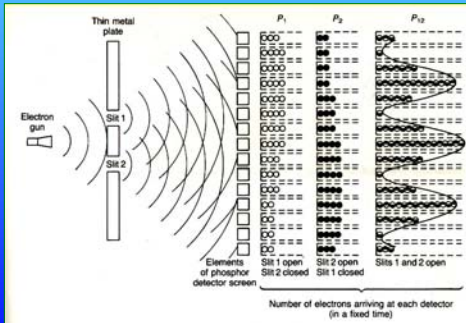 Thin metal
plate
P₁
P₂
P₁₂
Electron
gun
Slit 1
Slit 2
Elements
of phosphor
detector screen
Slit 1 open
Slit 2 closed
Slit 2 open
Slit 1 closed
Slits 1 and 2 open
Number of electrons arriving at each detector
(in a fixed time)